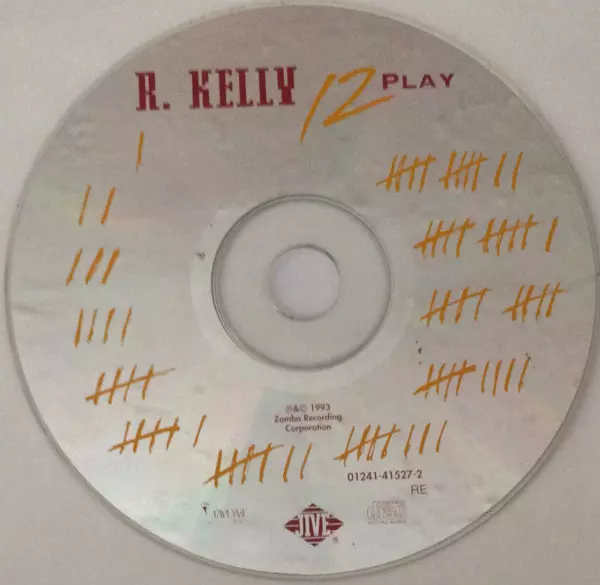 R. KELLY 12 PLAY
℗&© 1993
Zomba Recording
Corporation
01241-41527-2
RE
JIVE
®